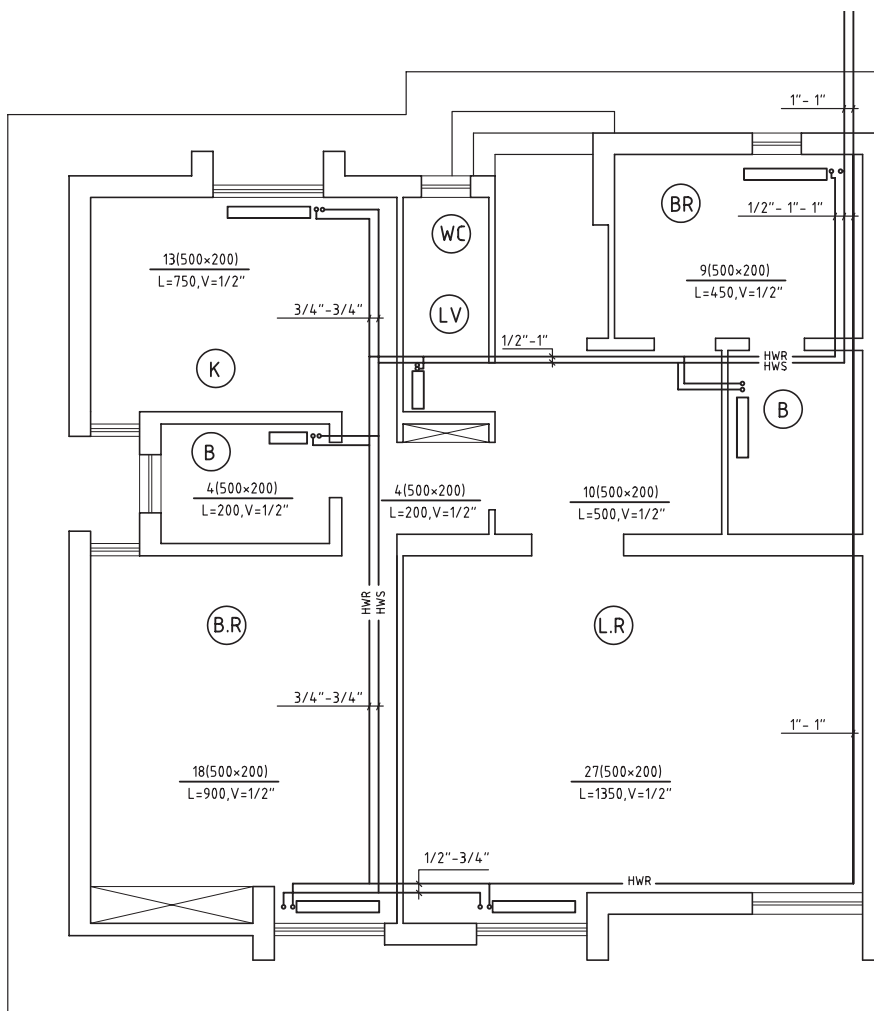 1"- 1"
BR
1/2"- 1"- 1"
WC
13(500×200)
L=750,V=1/2"
9(500×200)
L=450,V=1/2"
3/4"-3/4"
LV
1/2"-1"
HWR
HWS
K
B
B
4(500×200)
L=200,V=1/2"
4(500×200)
L=200,V=1/2"
10(500×200)
L=500,V=1/2"
HWR
HWS
B.R
L.R
3/4"-3/4"
1"- 1"
18(500×200)
L=900,V=1/2"
27(500×200)
L=1350,V=1/2"
1/2"-3/4"
HWR